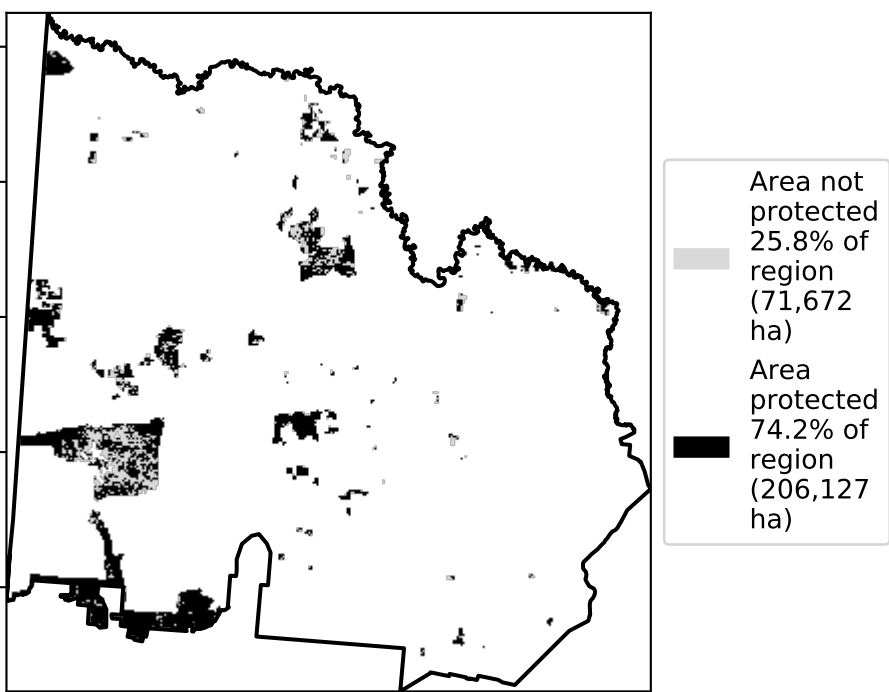 Area not
protected
25.8% of
region
(71,672
ha)
Area
protected
74.2% of
region
(206,127
ha)